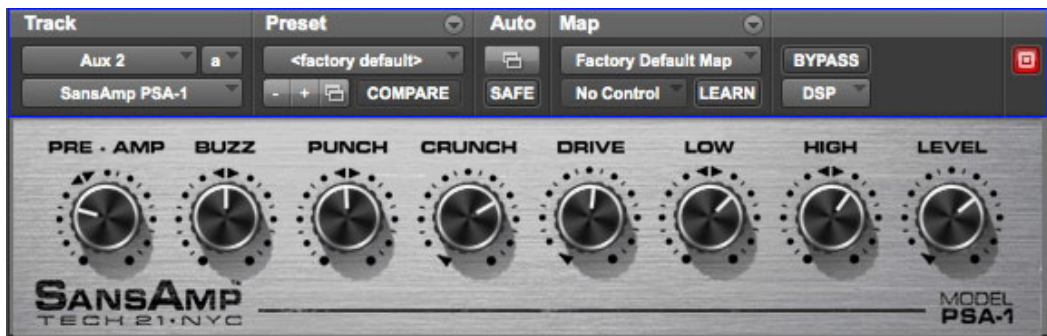 Track Preset Auto Map
Aux 2 a <factory default> Factory Default Map BYPASS
SansAmp PSA-1 - + COMPARE SAFE No Control LEARN DSP
PRE - AMP BUZZ PUNCH CRUNCH DRIVE LOW HIGH LEVEL
SANSAMP™ MODEL
TECH 21•NYC PSA-1